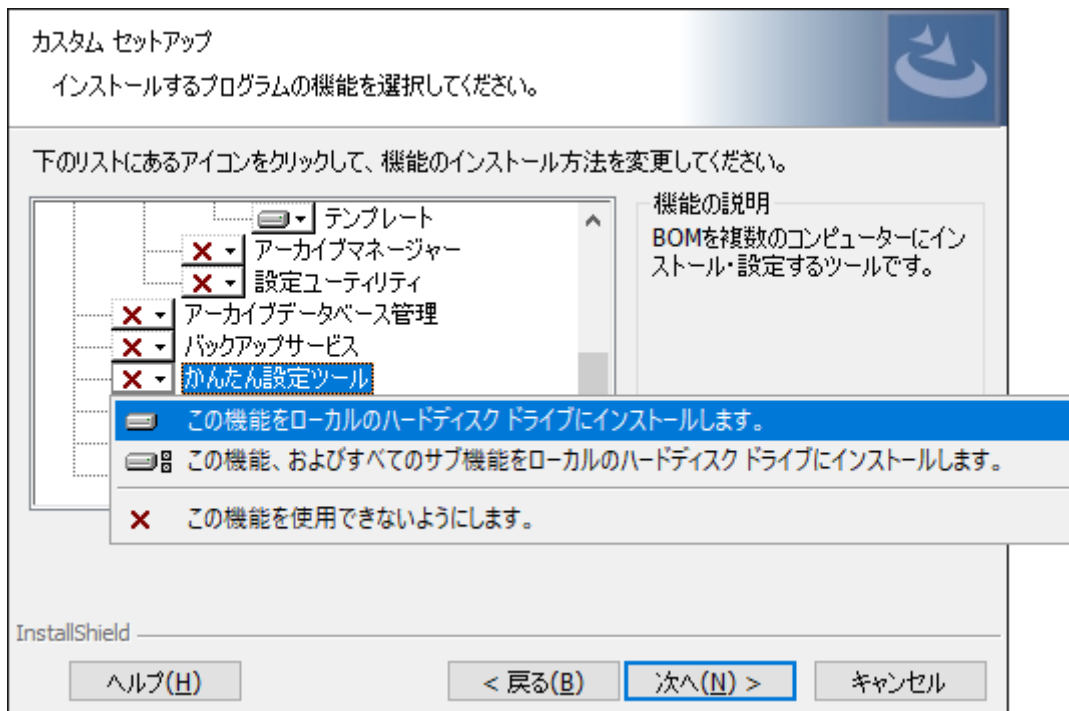 カスタム セットアップ
インストールするプログラムの機能を選択してください。
下のリストにあるアイコンをクリックして、機能のインストール方法を変更してください。
テンプレート
アーカイブマネージャー
設定ユーティリティ
アーカイブデータベース管理
バックアップサービス
かんたん設定ツール
機能の説明
BOMを複数のコンピューターにイン
ストール・設定するツールです。
この機能をローカルのハードディスク ドライブにインストールします。
この機能、およびすべてのサブ機能をローカルのハードディスク ドライブにインストールします。
この機能を使用できないようにします。
InstallShield
ヘルプ(H)
< 戻る(B)
次へ(N) >
キャンセル